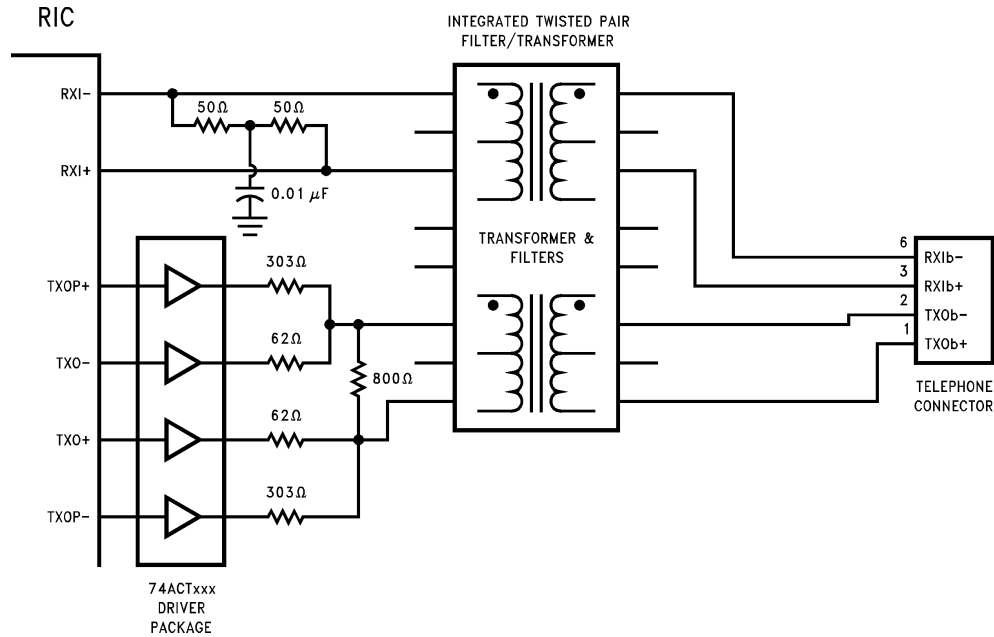 RIC
INTEGRATED TWISTED PAIR
FILTER/TRANSFORMER
RXI-
50Ω 50Ω
RXI+
0.01 μF
TRANSFORMER &
FILTERS
303Ω
TXOP+
62Ω
TXO-
800Ω
62Ω
TXO+
303Ω
TXOP-
6 RXIb-
3 RXIb+
2 TXOb-
1 TXOb+
TELEPHONE
CONNECTOR
74ACTxxx
DRIVER
PACKAGE